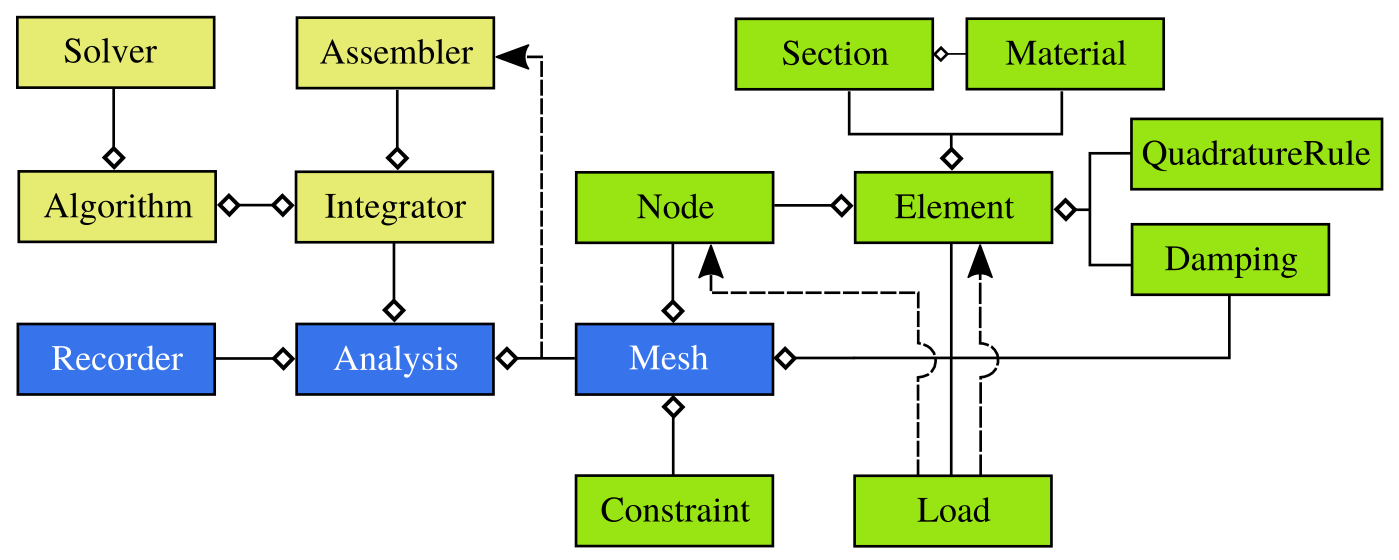 Solver
Assembler
Section
Material
QuadratureRule
Algorithm
Integrator
Node
Element
Damping
Recorder
Analysis
Mesh
Constraint
Load